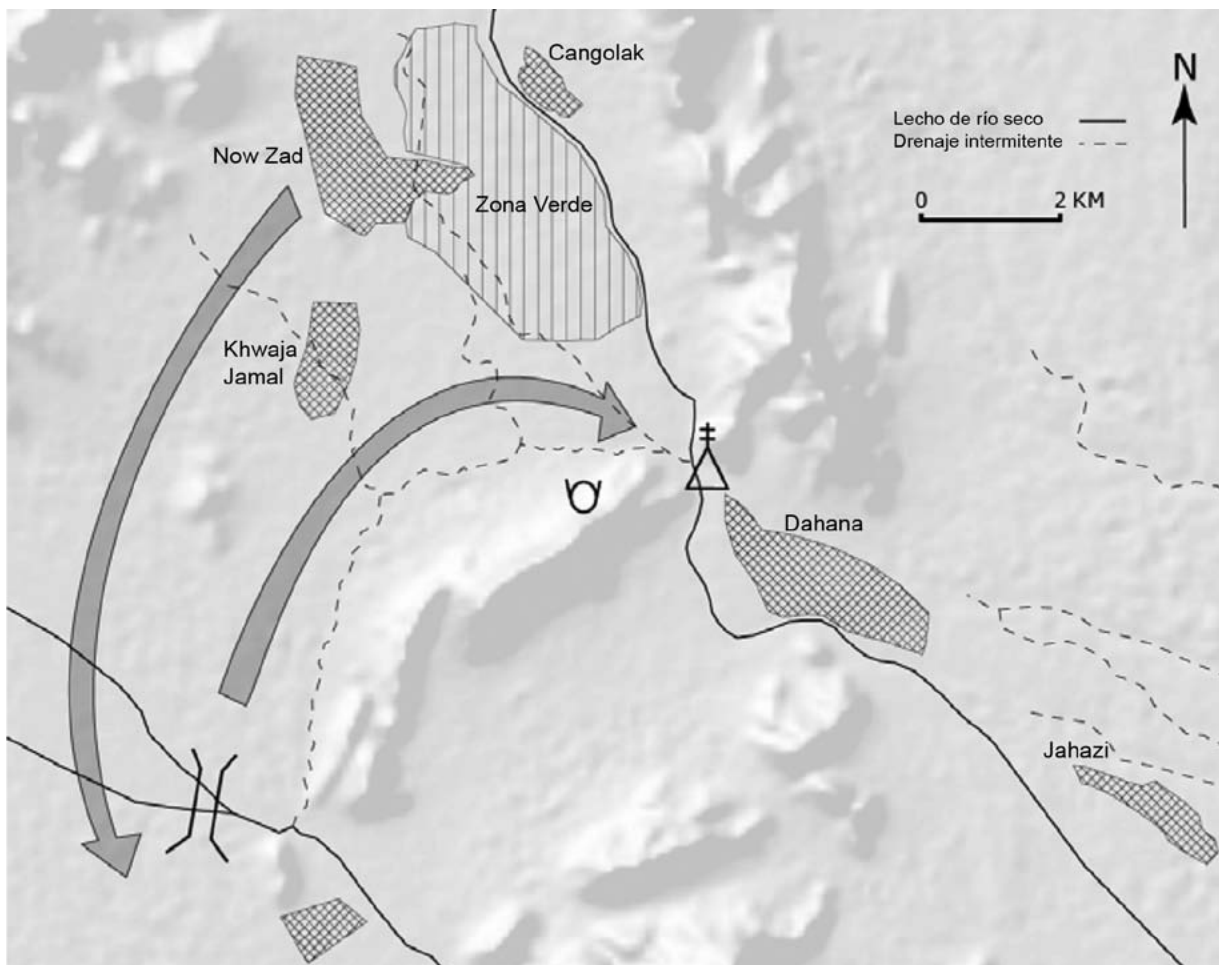 Cangolak
N
Lecho de río seco
Drenaje intermitente
Now Zad
0 2 KM
Zona Verde
Khwaja
Jamal
Dahana
Jahazi